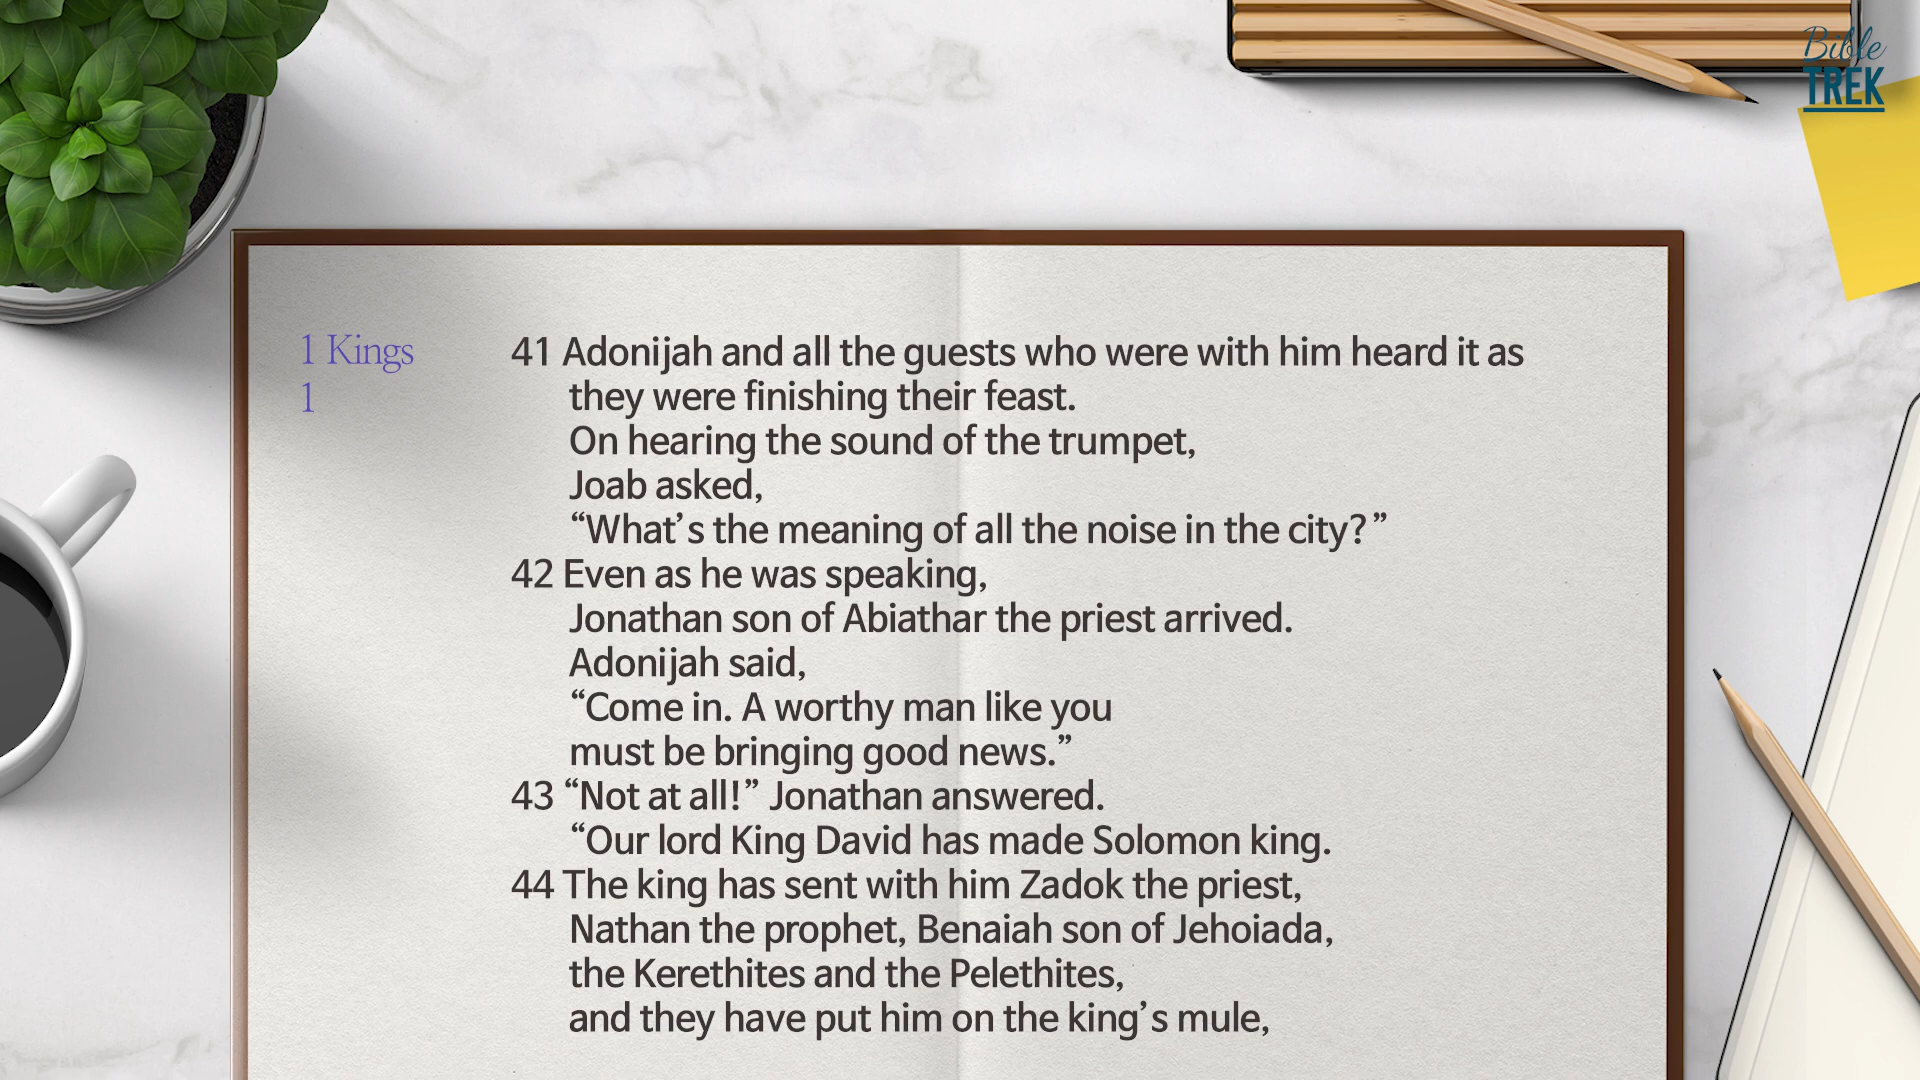 Bible
TREK
1 Kings
1
41 Adonijah and all the guests who were with him heard it as
they were finishing their feast.
On hearing the sound of the trumpet,
Joab asked,
“What’s the meaning of all the noise in the city?”
42 Even as he was speaking,
Jonathan son of Abiathar the priest arrived.
Adonijah said,
“Come in. A worthy man like you
must be bringing good news.”
43 “Not at all!” Jonathan answered.
“Our lord King David has made Solomon king.
44 The king has sent with him Zadok the priest,
Nathan the prophet, Benaiah son of Jehoiada,
the Kerethites and the Pelethites,
and they have put him on the king’s mule,